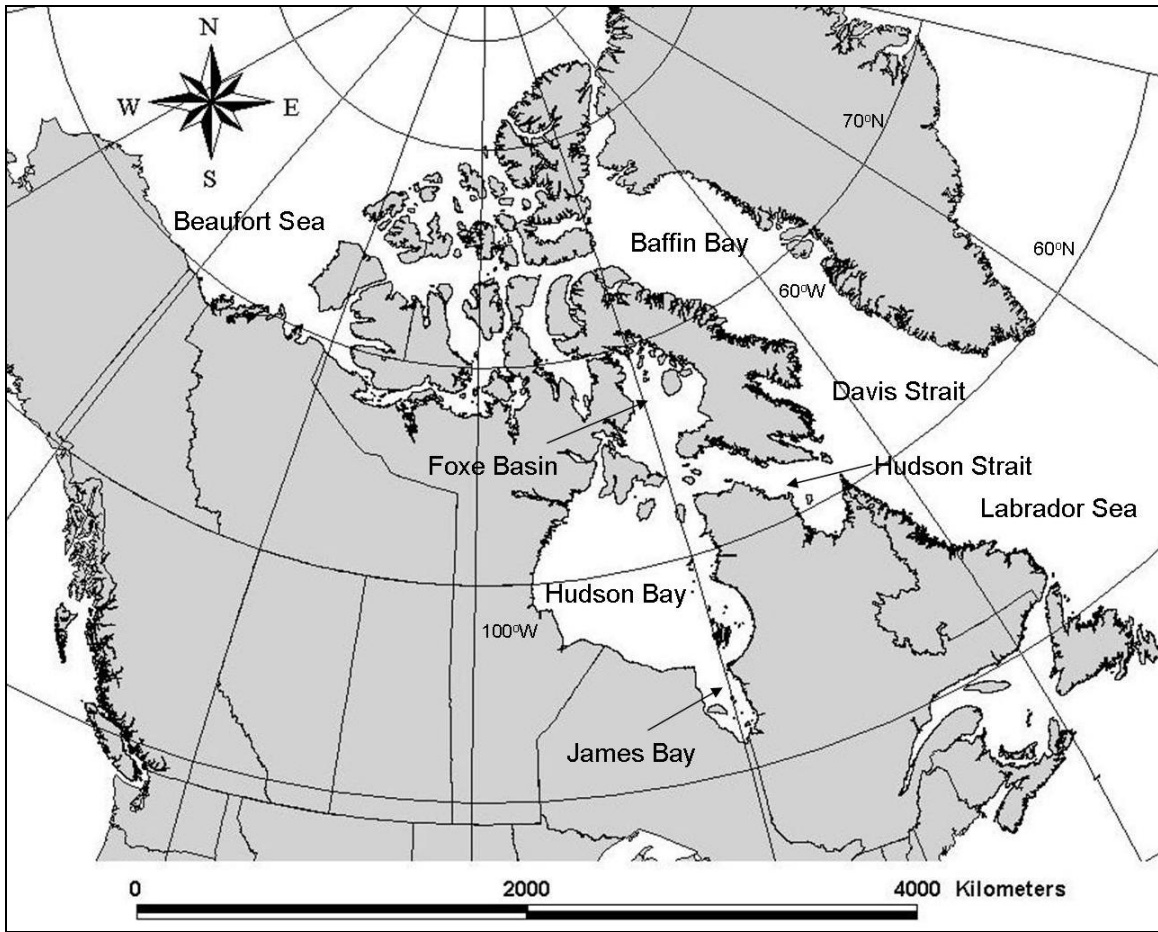 N
W E
S
Beaufort Sea
Baffin Bay
70°N
60°N
60°W
Davis Strait
Foxe Basin
Hudson Strait
Labrador Sea
Hudson Bay
100°W
James Bay
0 2000 4000 Kilometers